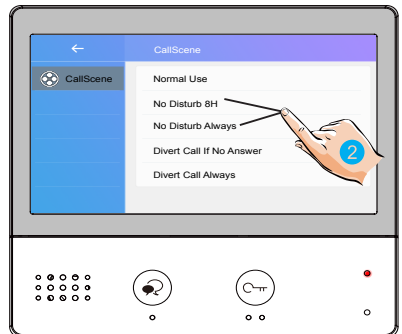 CallScene
CallScene
Normal Use
No Disturb 8H
No Disturb Always
Divert Call If No Answer
Divert Call Always
2